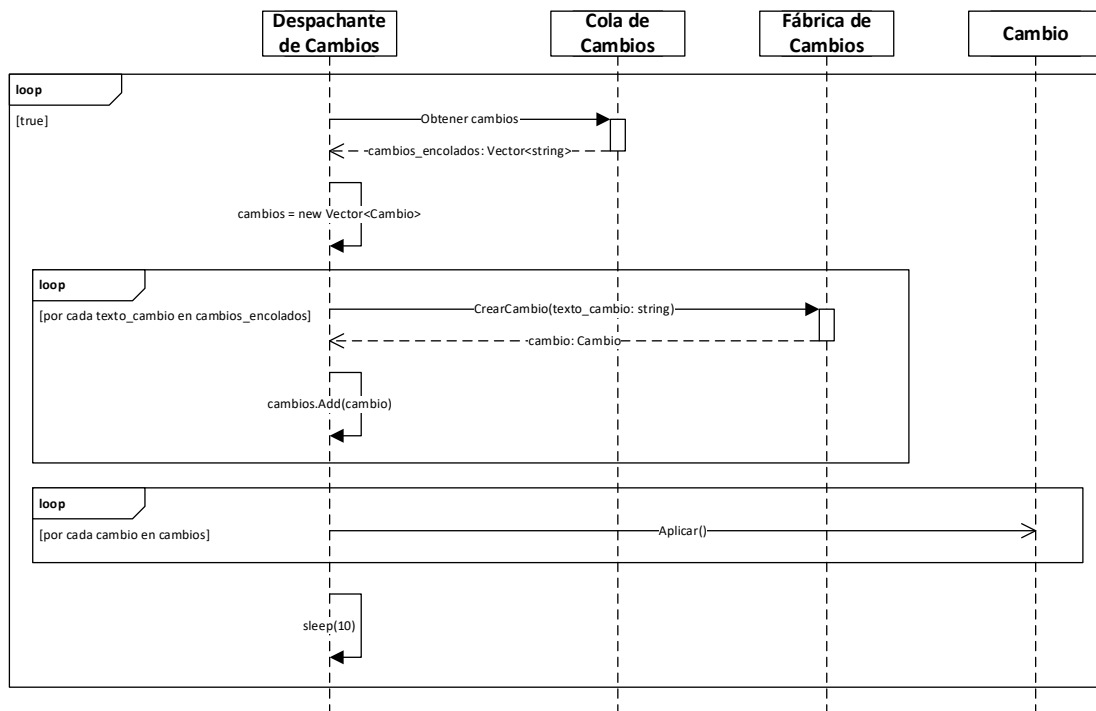 Despachante
de Cambios
Cola de
Cambios
Fábrica de
Cambios
Cambio
loop
[true]
Obtener cambios
cambios_encolados: Vector<string>
cambios = new Vector<Cambio>
loop
[por cada texto_cambio en cambios_encolados]
CrearCambio(texto_cambio: string)
cambio: Cambio
cambios.Add(cambio)
loop
[por cada cambio en cambios]
Aplicar()
sleep(10)